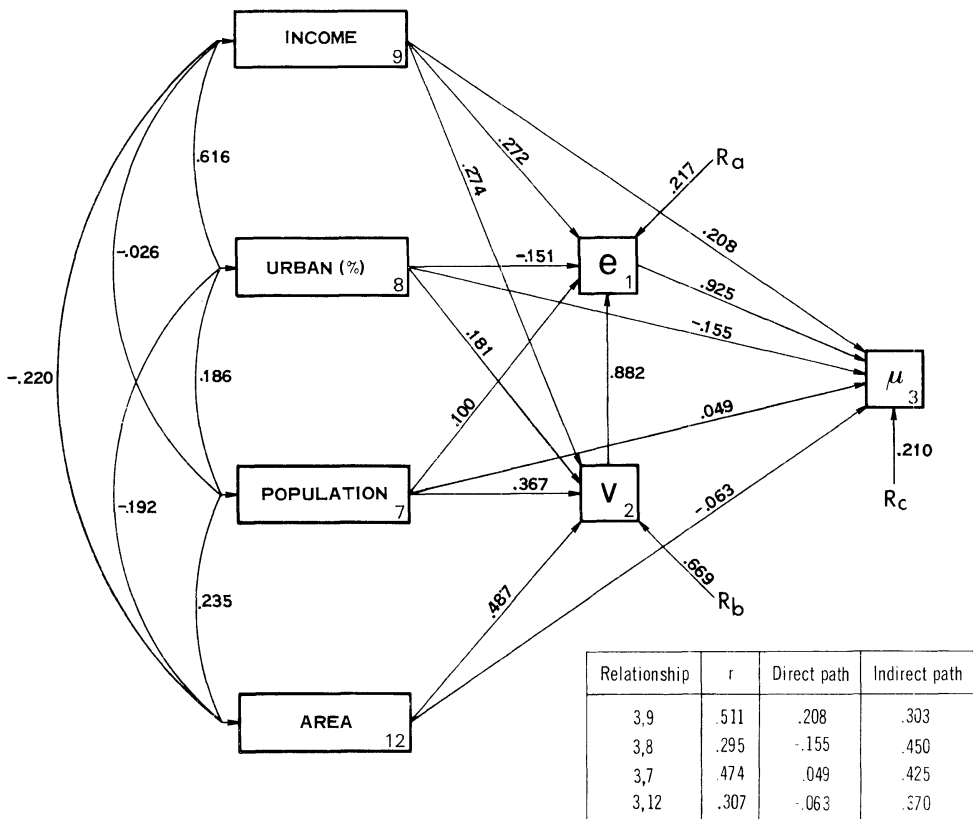 INCOME
9
.616
-.026
.272
.274
.217
Ra
.208
URBAN (%)
8
-.151
e
1
.925
-.155
.181
.186
-.220
.882
μ
3
.100
.049
.210
Rc
POPULATION
7
.367
v
2
-.192
-.063
.235
.487
.669
Rb
AREA
12
Relationship r Direct path Indirect path
3,9 .511 .208 .303
3,8 .295 -.155 .450
3,7 .474 .049 .425
3,12 .307 -.063 .370